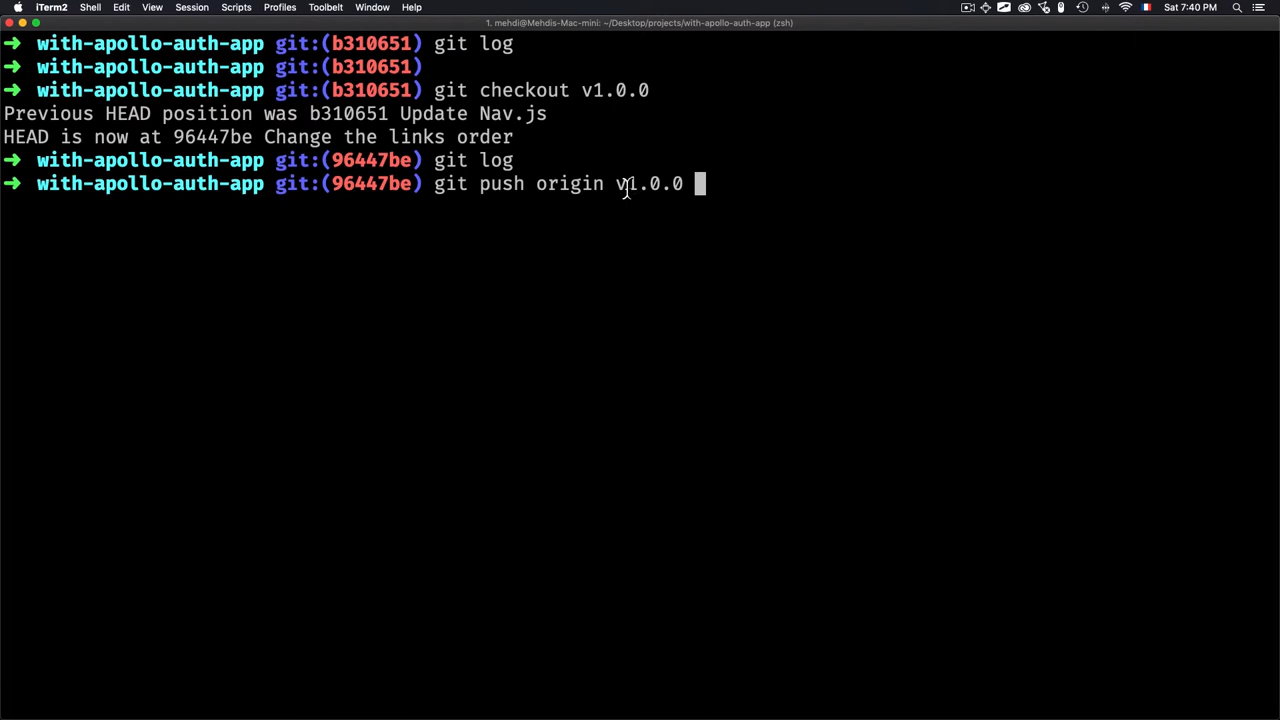 iTerm2 Shell Edit View Session Scripts Profiles Toolbelt Window Help Sat 7:40 PM
1. mehdi@Mehdis-Mac-mini: ~/Desktop/projects/with-apollo-auth-app (zsh)
➜ with-apollo-auth-app git:(b310651) git log
➜ with-apollo-auth-app git:(b310651)
➜ with-apollo-auth-app git:(b310651) git checkout v1.0.0
Previous HEAD position was b310651 Update Nav.js
HEAD is now at 96447be Change the links order
➜ with-apollo-auth-app git:(96447be) git log
➜ with-apollo-auth-app git:(96447be) git push origin v1.0.0